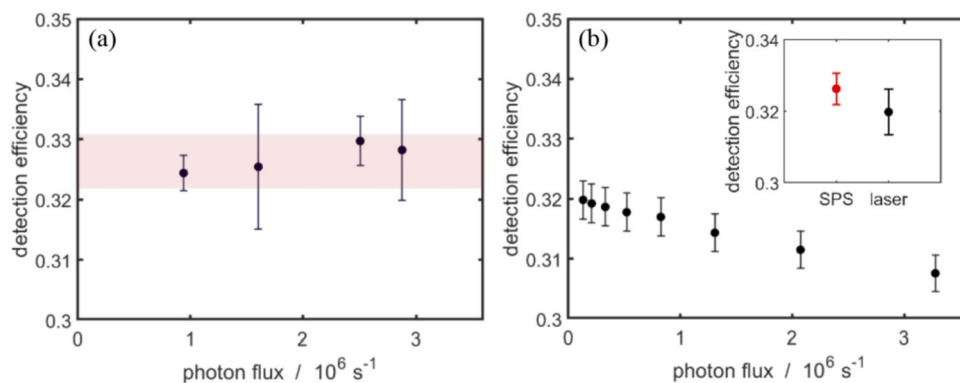 (a)
detection efficiency
0.35
0.34
0.33
0.32
0.31
0.3
0 1 2 3
photon flux / 10⁶ s⁻¹
(b)
detection efficiency
0.35
0.34
0.33
0.32
0.31
0.3
0 1 2 3
photon flux / 10⁶ s⁻¹
detection efficiency
0.34
0.32
0.3
SPS laser